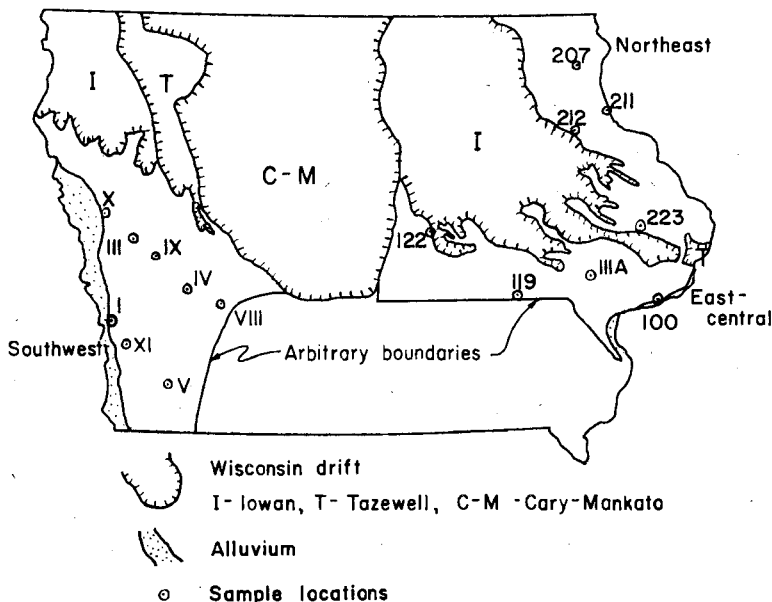 Northeast
207
211
212
I
T
I
C-M
X
223
122
III
IX
IIIA
IV
119
VIII
I
100
East-
central
Southwest
XI
Arbitrary boundaries
V
Wisconsin drift
I-Iowan, T-Tazewell, C-M-Cary-Mankato
Alluvium
Sample locations